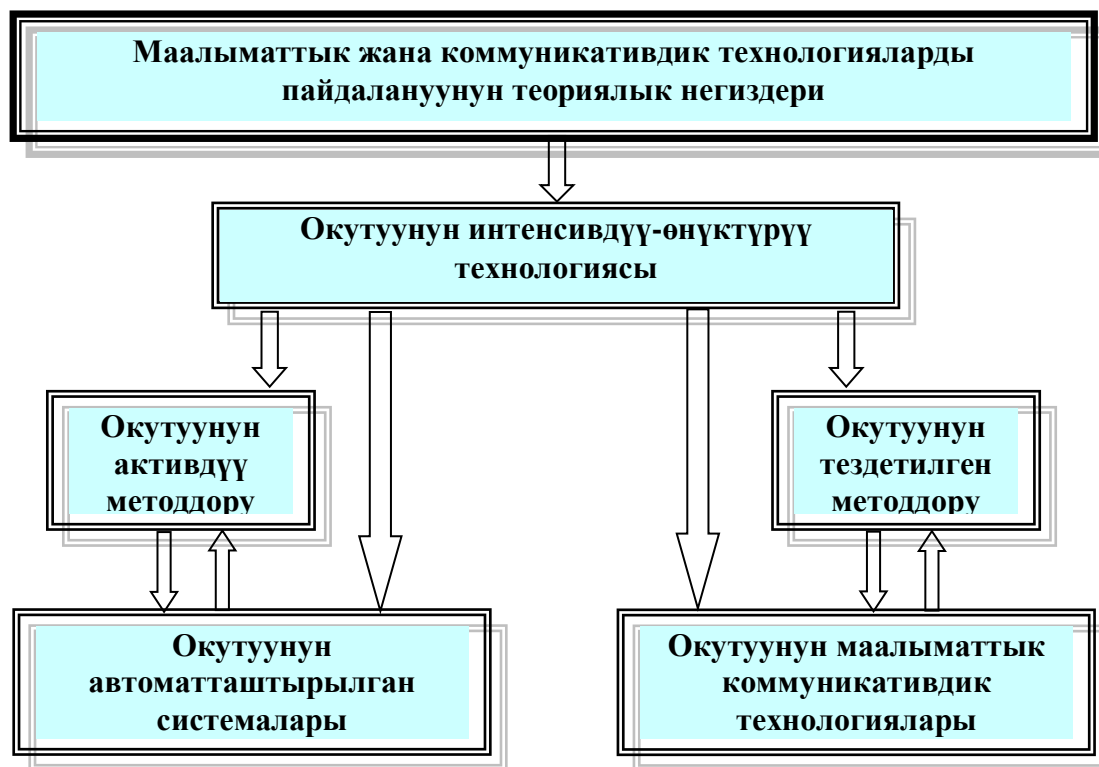 Маалыматтык жана коммуникативдик технологияларды
пайдалануунун теориялык негиздери
Окутуунун интенсивдүү-өнүктүрүү
технологиясы
Окутуунун
активдүү
методдору
Окутуунун
тездетилген
методдору
Окутуунун
автоматташтырылган
системалары
Окутуунун маалыматтык
коммуникативдик
технологиялары